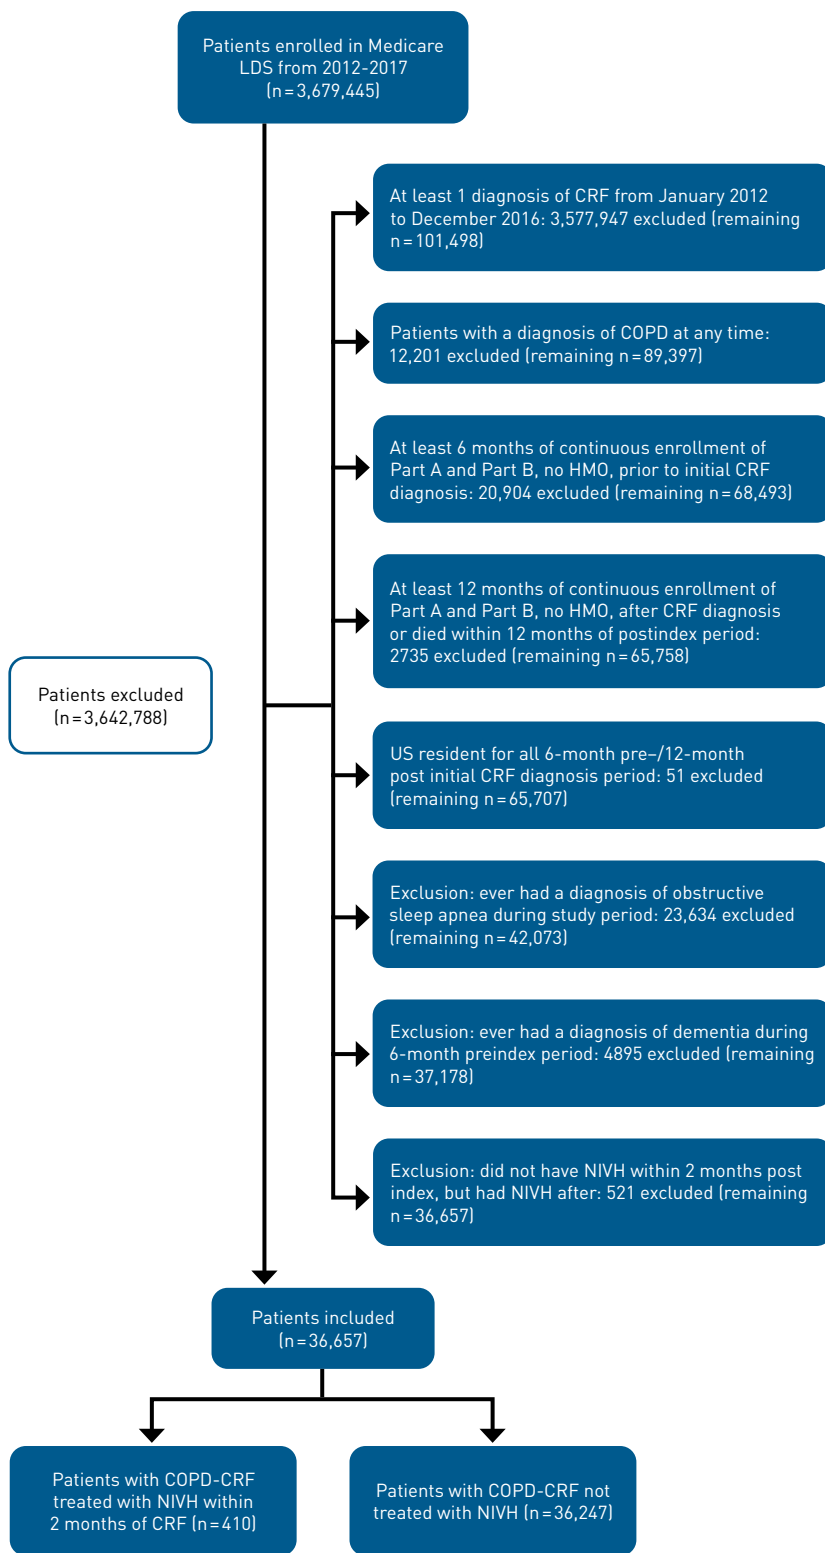 Patients enrolled in Medicare
LDS from 2012-2017
(n=3,679,445)
At least 1 diagnosis of CRF from January 2012
to December 2016: 3,577,947 excluded (remaining
n=101,498)
Patients with a diagnosis of COPD at any time:
12,201 excluded (remaining n=89,397)
At least 6 months of continuous enrollment of
Part A and Part B, no HMO, prior to initial CRF
diagnosis: 20,904 excluded (remaining n=68,493)
At least 12 months of continuous enrollment of
Part A and Part B, no HMO, after CRF diagnosis
or died within 12 months of postindex period:
2735 excluded (remaining n=65,758)
Patients excluded
(n=3,642,788)
US resident for all 6-month pre–/12-month
post initial CRF diagnosis period: 51 excluded
(remaining n=65,707)
Exclusion: ever had a diagnosis of obstructive
sleep apnea during study period: 23,634 excluded
(remaining n=42,073)
Exclusion: ever had a diagnosis of dementia during
6-month preindex period: 4895 excluded (remaining
n=37,178)
Exclusion: did not have NIVH within 2 months post
index, but had NIVH after: 521 excluded (remaining
n=36,657)
Patients included
(n=36,657)
Patients with COPD-CRF
treated with NIVH within
2 months of CRF (n=410)
Patients with COPD-CRF not
treated with NIVH (n=36,247)